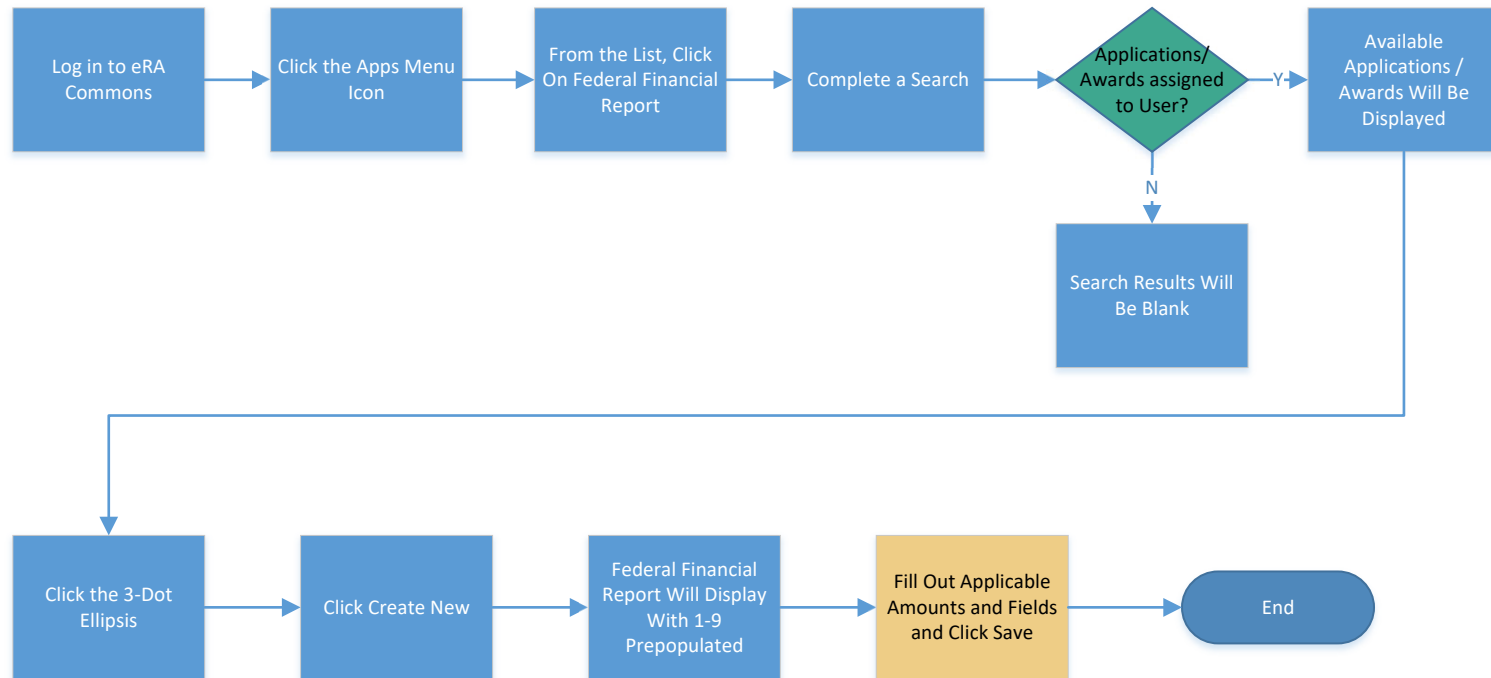 Log in to eRA
Commons
Click the Apps Menu
Icon
From the List, Click
On Federal Financial
Report
Complete a Search
Applications/
Awards assigned
to User?
Y
Available
Applications /
Awards Will Be
Displayed
N
Search Results Will
Be Blank
Click the 3-Dot
Ellipsis
Click Create New
Federal Financial
Report Will Display
With 1-9
Prepopulated
Fill Out Applicable
Amounts and Fields
and Click Save
End